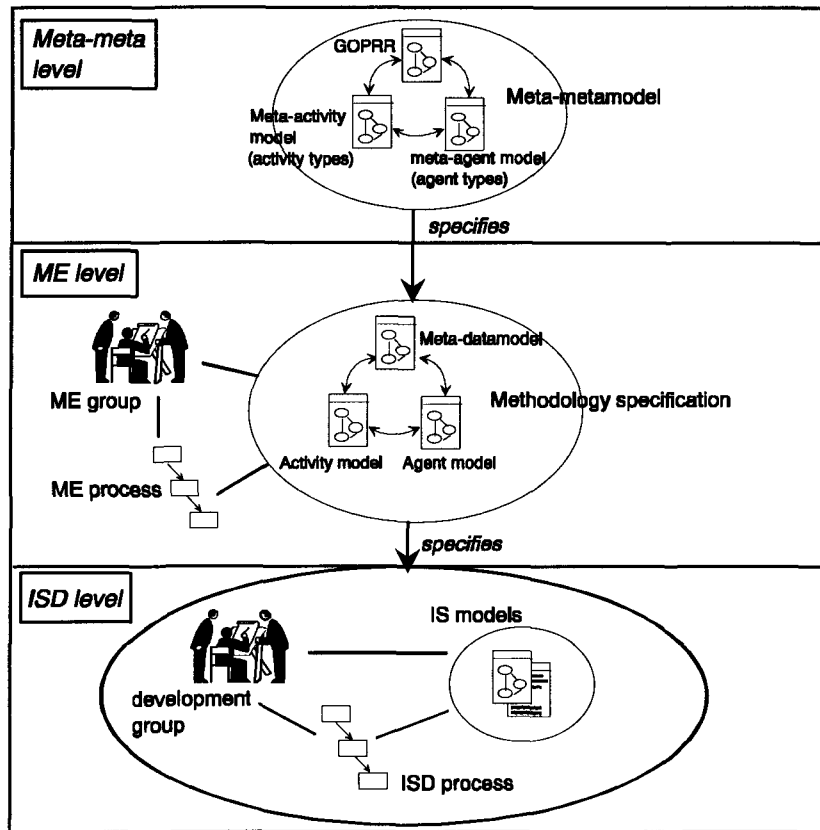 Meta-meta
level
GOPRR
Meta-metamodel
Meta-activity
model
(activity types)
meta-agent model
(agent types)
specifies
ME level
Meta-datamodel
ME group
Methodology specification
Activity model
Agent model
ME process
specifies
ISD level
IS models
development
group
ISD process